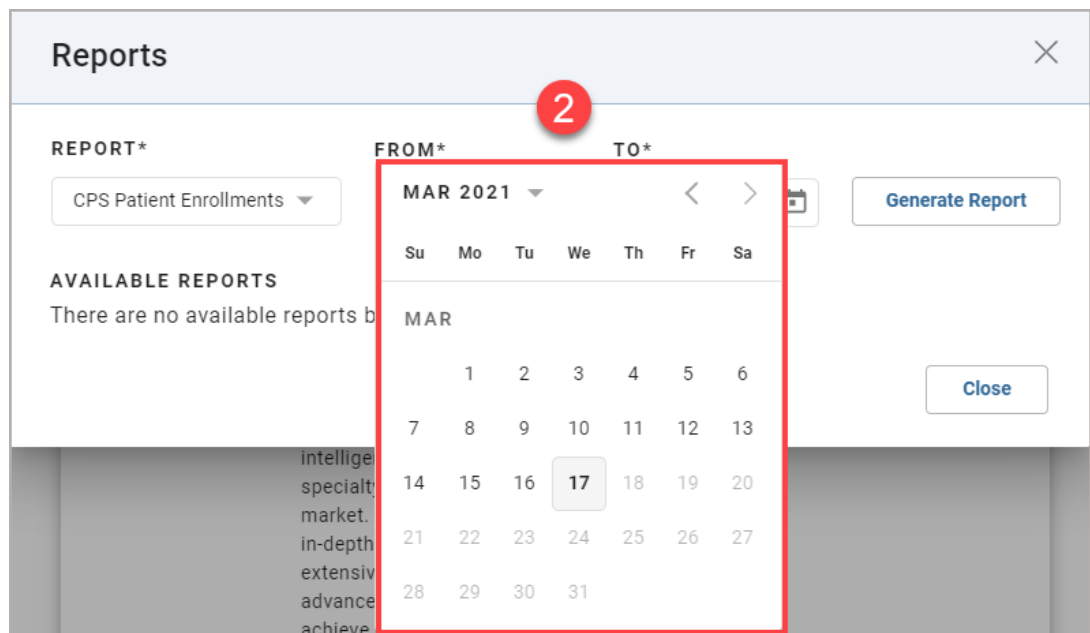 Reports
2
REPORT*
FROM*
TO*
CPS Patient Enrollments
MAR 2021
Generate Report
Su Mo Tu We Th Fr Sa
AVAILABLE REPORTS
There are no available reports b
MAR
1 2 3 4 5 6
Close
7 8 9 10 11 12 13
14 15 16 17 18 19 20
21 22 23 24 25 26 27
28 29 30 31
intellige
specialt
market.
in-depth
extensiv
advance
achieve